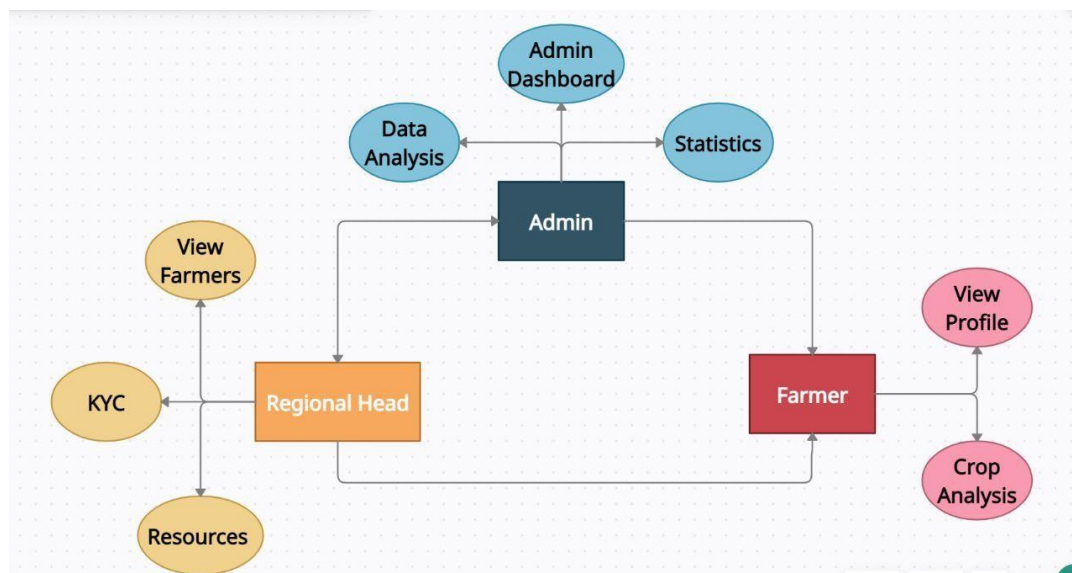 Admin
Dashboard
Data
Analysis
Statistics
Admin
View
Farmers
View
Profile
KYC
Regional Head
Farmer
Crop
Analysis
Resources